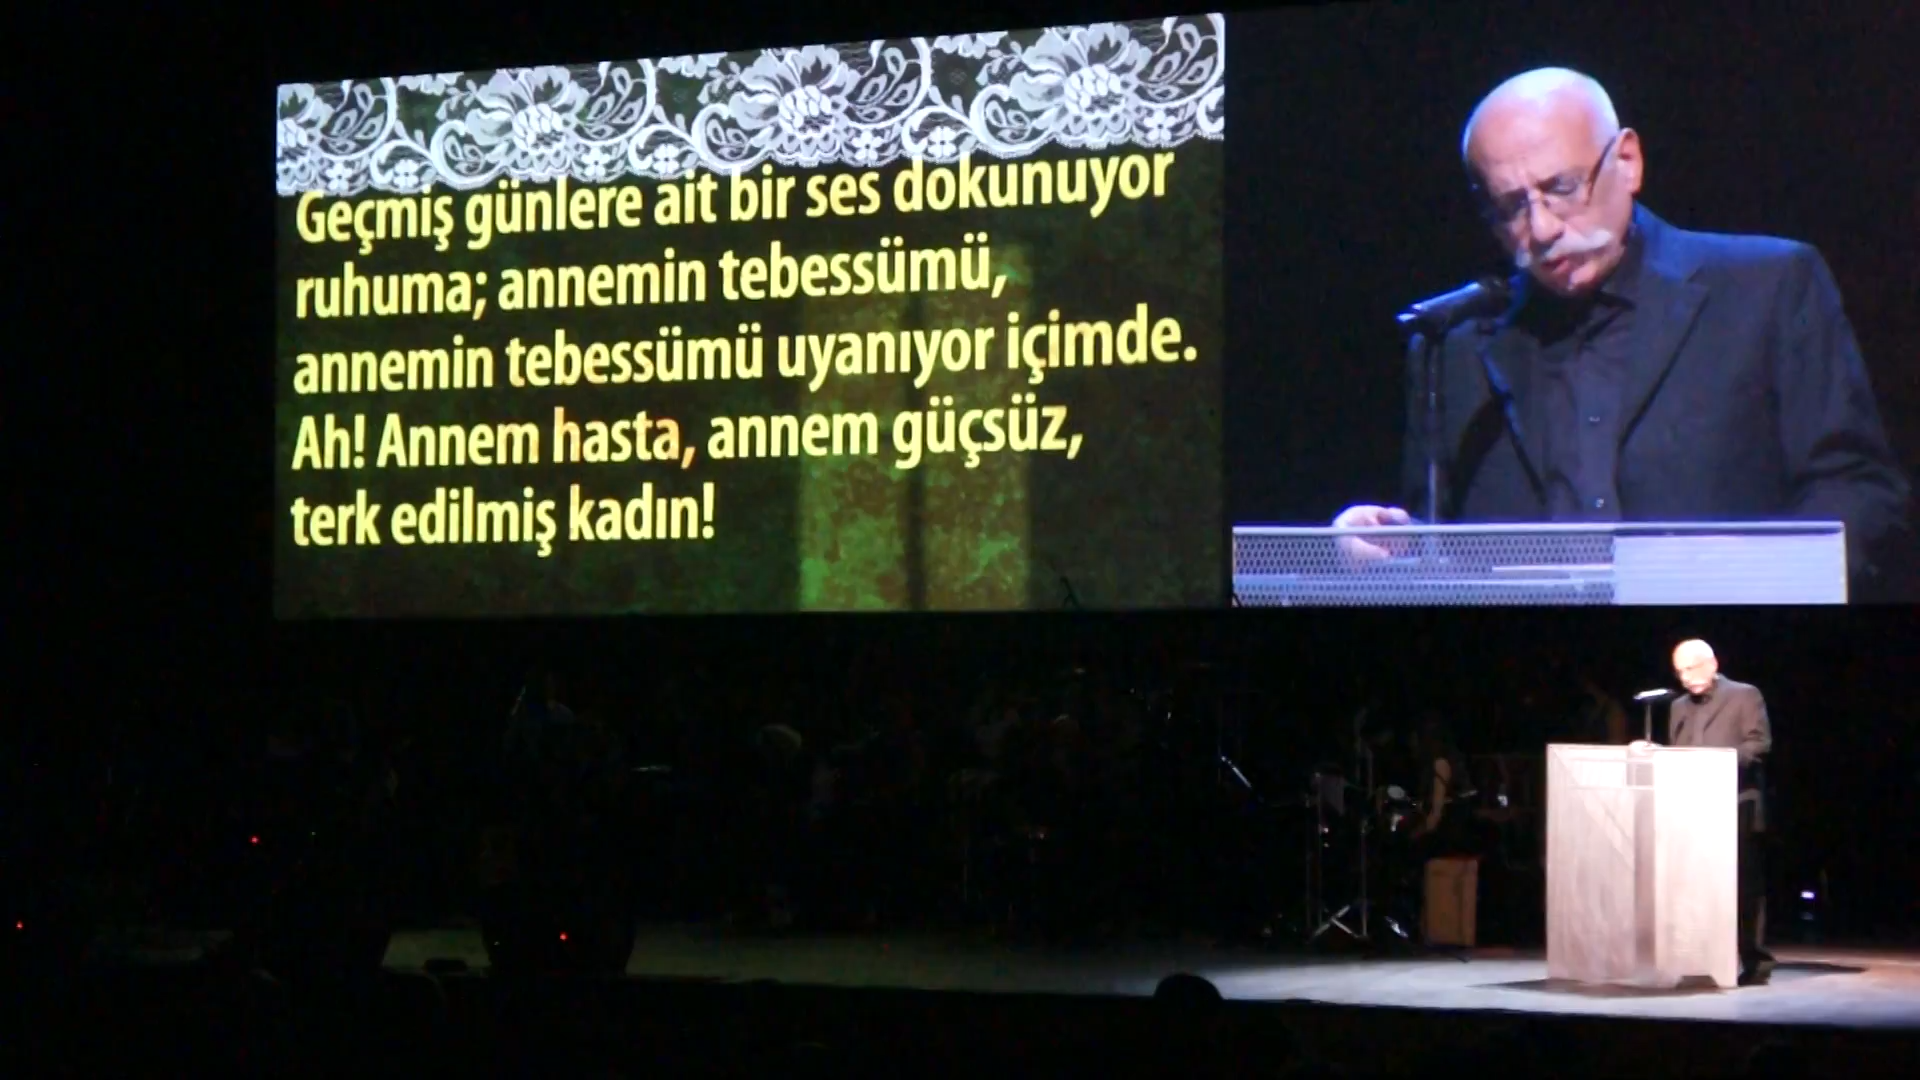 Geçmiş günlere ait bir ses dokunuyor
ruhuma; annemin tebessümü,
annemin tebessümü uyanıyor içimde.
Ah! Annem hasta, annem güçsüz,
terk edilmiş kadın!